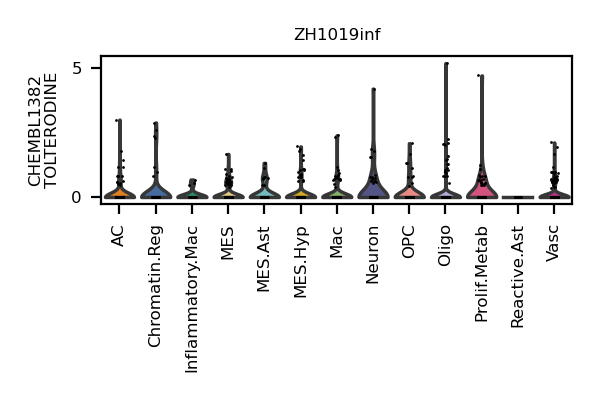 ZH1019inf
CHEMBL1382
TOLTERODINE
5
0
AC
Chromatin.Reg
Inflammatory.Mac
MES
MES.Ast
MES.Hyp
Mac
Neuron
OPC
Oligo
Prolif.Metab
Reactive.Ast
Vasc